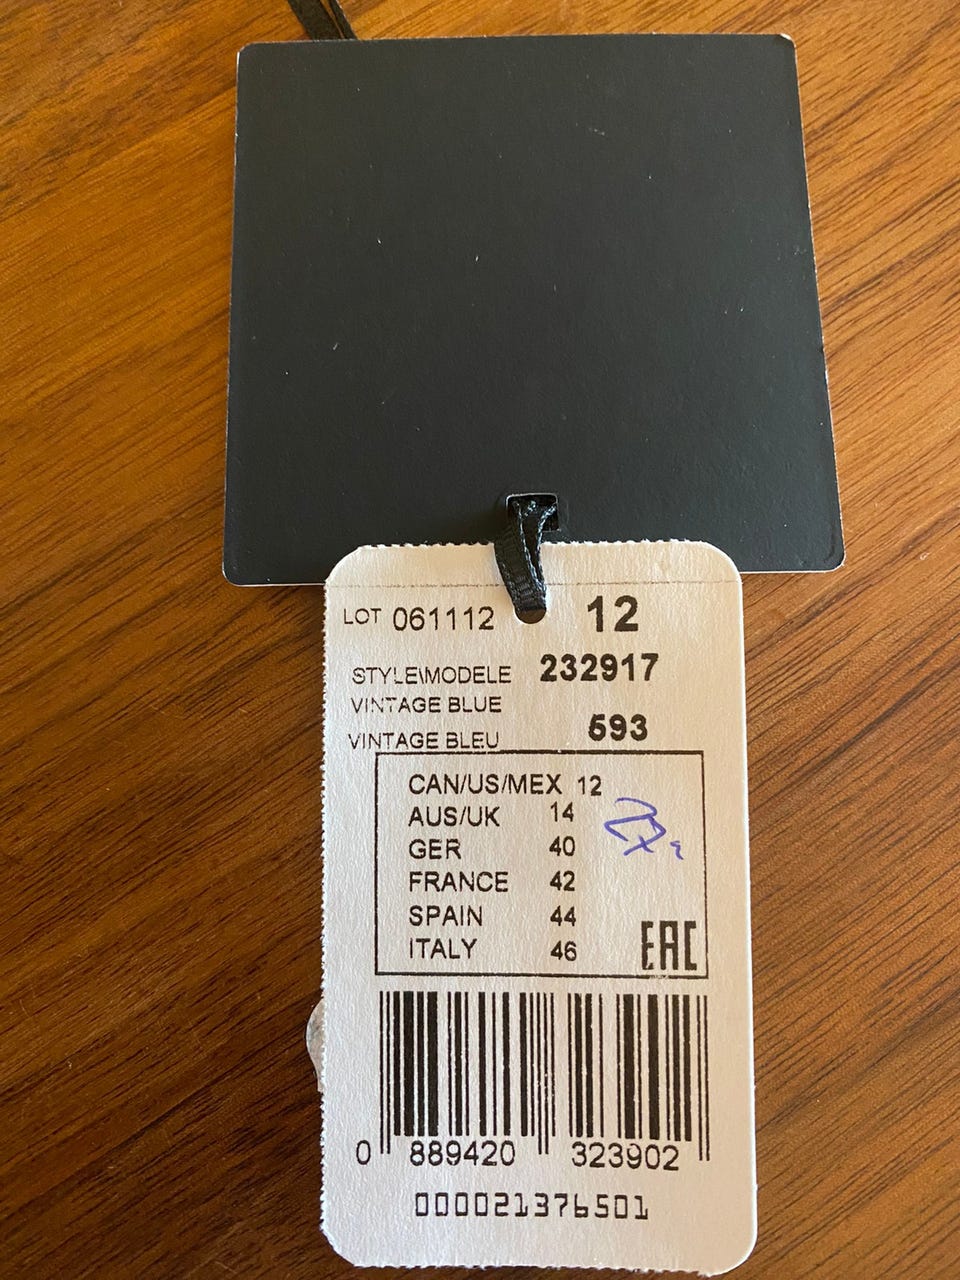 LOT 061112 12
STYLE\MODELE 232917
VINTAGE BLUE
VINTAGE BLEU 593
CAN/US/MEX 12
AUS/UK 14
GER 40
FRANCE 42
SPAIN 44
ITALY 46
EAC
0 889420 323902
000021376501